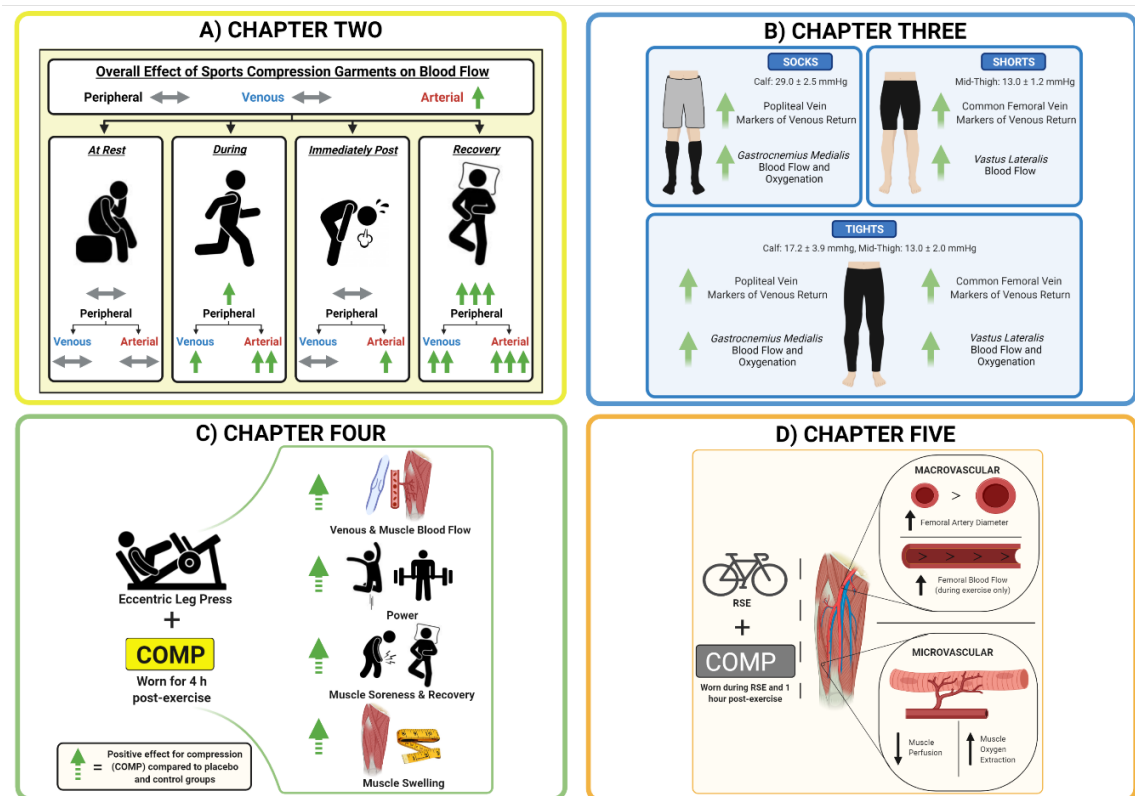 A) CHAPTER TWO
Overall Effect of Sports Compression Garments on Blood Flow
Peripheral
Venous
Arterial
At Rest
Peripheral
Venous
Arterial
During
Peripheral
Venous
Arterial
Immediately Post
Peripheral
Venous
Arterial
Recovery
Peripheral
Venous
Arterial
B) CHAPTER THREE
SOCKS
Calf: 29.0 ± 2.5 mmHg
Popliteal Vein
Markers of Venous Return
Gastrocnemius Medialis
Blood Flow and
Oxygenation
SHORTS
Mid-Thigh: 13.0 ± 1.2 mmHg
Common Femoral Vein
Markers of Venous Return
Vastus Lateralis
Blood Flow
TIGHTS
Calf: 17.2 ± 3.9 mmhg, Mid-Thigh: 13.0 ± 2.0 mmHg
Popliteal Vein
Markers of Venous Return
Gastrocnemius Medialis
Blood Flow and
Oxygenation
Common Femoral Vein
Markers of Venous Return
Vastus Lateralis
Blood Flow and
Oxygenation
C) CHAPTER FOUR
Eccentric Leg Press
+
COMP
Worn for 4 h
post-exercise
Venous & Muscle Blood Flow
Power
Muscle Soreness & Recovery
Muscle Swelling
= Positive effect for compression
(COMP) compared to placebo
and control groups
D) CHAPTER FIVE
RSE
+
COMP
Worn during RSE and 1
hour post-exercise
MACROVASCULAR
>
Femoral Artery Diameter
> > > >
Femoral Blood Flow
(during exercise only)
MICROVASCULAR
Muscle
Perfusion
Muscle
Oxygen
Extraction